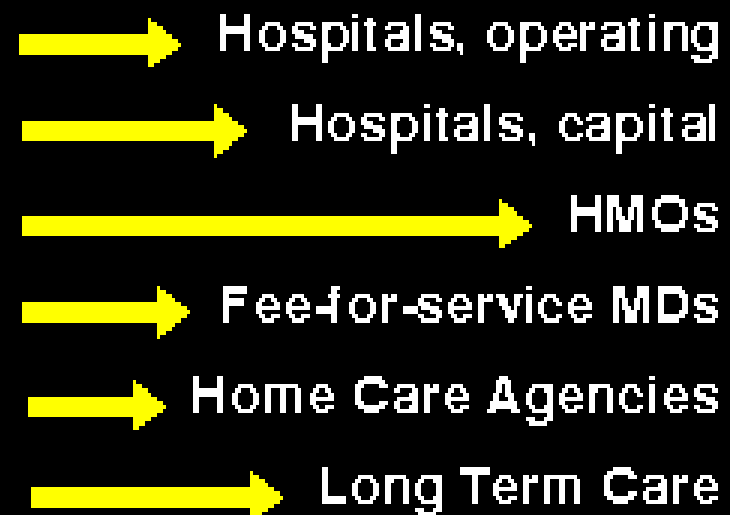 Hospitals, operating
Hospitals, capital
HMOs
Fee-for-service MDs
Home Care Agencies
Long Term Care